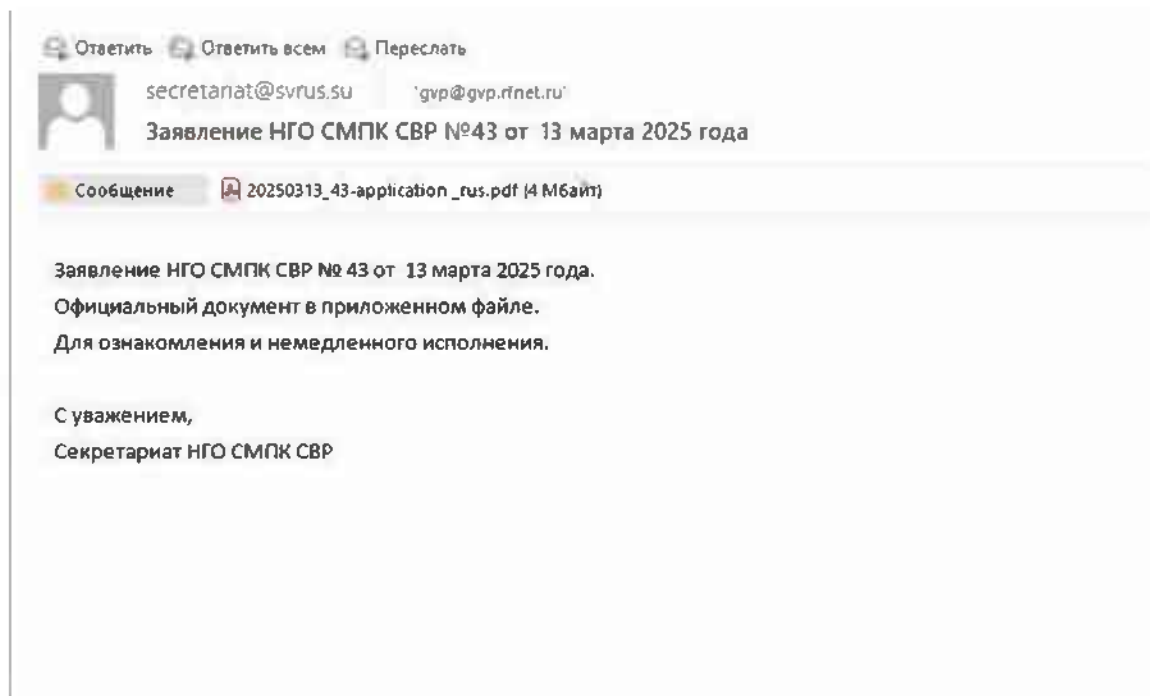 Ответить Ответить всем Переслать
secretariat@svrus.su 'gvp@gvp.rfnet.ru'
Заявление НГО СМПК СВР №43 от 13 марта 2025 года
Сообщение 20250313_43-application _rus.pdf (4 Мбайт)
Заявление НГО СМПК СВР № 43 от 13 марта 2025 года.
Официальный документ в приложенном файле.
Для ознакомления и немедленного исполнения.
С уважением,
Секретариат НГО СМПК СВР